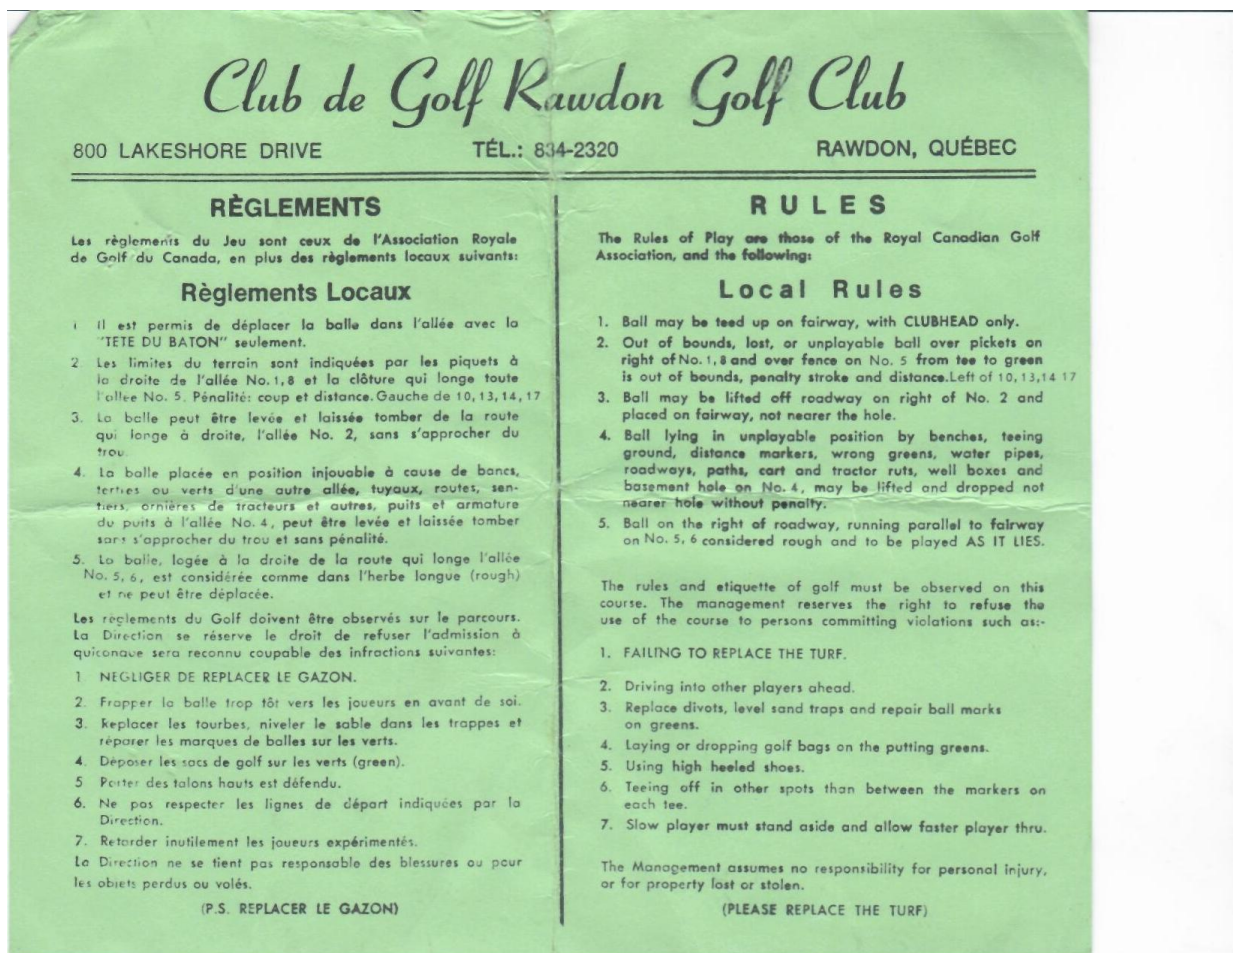 Club de Golf Rawdon Golf Club
800 LAKESHORE DRIVE TÉL.: 834-2320 RAWDON, QUÉBEC
RÈGLEMENTS
Les règlements du Jeu sont ceux de l'Association Royale
de Golf du Canada, en plus des règlements locaux suivants:
Règlements Locaux
1 Il est permis de déplacer la balle dans l'allée avec la
"TETE DU BATON" seulement.
2 Les limites du terrain sont indiquées par les piquets à
la droite de l'allée No. 1, 8 et la clôture qui longe toute
l'allée No. 5. Pénalité: coup et distance. Gauche de 10, 13, 14, 17
3. La balle peut être levée et laissée tomber de la route
qui longe à droite, l'allée No. 2, sans s'approcher du
trou.
4. La balle placée en position injouable à cause de bancs,
tertres ou verts d'une autre allée, tuyaux, routes, sen-
tiers, ornières de tracteurs et autres, puits et armature
du puits à l'allée No. 4, peut être levée et laissée tomber
sans s'approcher du trou et sans pénalité.
5. La balle, logée à la droite de la route qui longe l'allée
No. 5, 6, est considérée comme dans l'herbe longue (rough)
et ne peut être déplacée.
Les règlements du Golf doivent être observés sur le parcours.
La Direction se réserve le droit de refuser l'admission à
quiconque sera reconnu coupable des infractions suivantes:
1 NEGLIGER DE REPLACER LE GAZON.
2. Frapper la balle trop tôt vers les joueurs en avant de soi.
3. Replacer les tourbes, niveler le sable dans les trappes et
réparer les marques de balles sur les verts.
4. Déposer les sacs de golf sur les verts (green).
5 Porter des talons hauts est défendu.
6. Ne pas respecter les lignes de départ indiquées par la
Direction.
7. Retarder inutilement les joueurs expérimentés.
La Direction ne se tient pas responsable des blessures ou pour
les objets perdus ou volés.
(P.S. REPLACER LE GAZON)
RULES
The Rules of Play are those of the Royal Canadian Golf
Association, and the following:
Local Rules
1. Ball may be teed up on fairway, with CLUBHEAD only.
2. Out of bounds, lost, or unplayable ball over pickets on
right of No. 1, 8 and over fence on No. 5 from tee to green
is out of bounds, penalty stroke and distance. Left of 10, 13, 14 17
3. Ball may be lifted off roadway on right of No. 2 and
placed on fairway, not nearer the hole.
4. Ball lying in unplayable position by benches, teeing
ground, distance markers, wrong greens, water pipes,
roadways, paths, cart and tractor ruts, well boxes and
basement hole on No. 4, may be lifted and dropped not
nearer hole without penalty.
5. Ball on the right of roadway, running parallel to fairway
on No. 5, 6 considered rough and to be played AS IT LIES.
The rules and etiquette of golf must be observed on this
course. The management reserves the right to refuse the
use of the course to persons committing violations such as:-
1. FAILING TO REPLACE THE TURF.
2. Driving into other players ahead.
3. Replace divots, level sand traps and repair ball marks
on greens.
4. Laying or dropping golf bags on the putting greens.
5. Using high heeled shoes.
6. Teeing off in other spots than between the markers on
each tee.
7. Slow player must stand aside and allow faster player thru.
The Management assumes no responsibility for personal injury,
or for property lost or stolen.
(PLEASE REPLACE THE TURF)